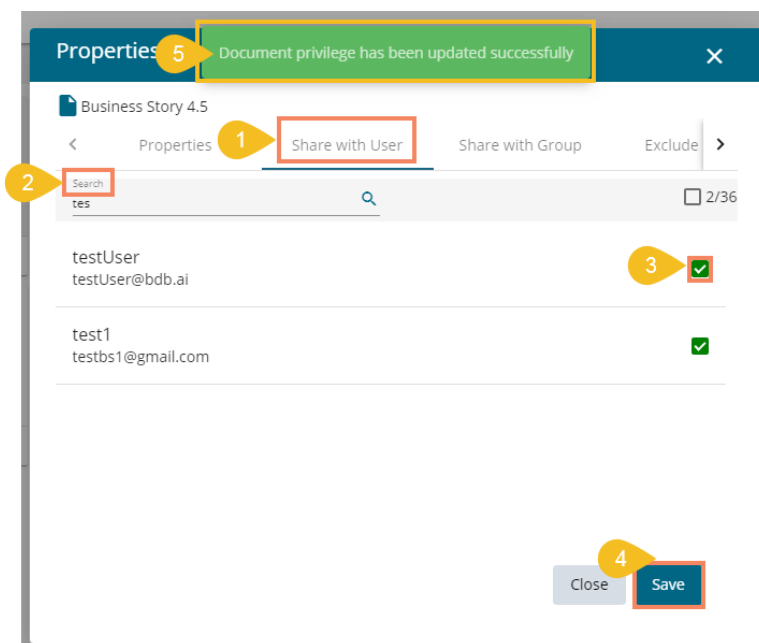 Properties
5
Document privilege has been updated successfully
Business Story 4.5
Properties
1
Share with User
Share with Group
Exclude
2
Search
tes
2/36
testUser
testUser@bdb.ai
3
test1
testbs1@gmail.com
4
Close
Save